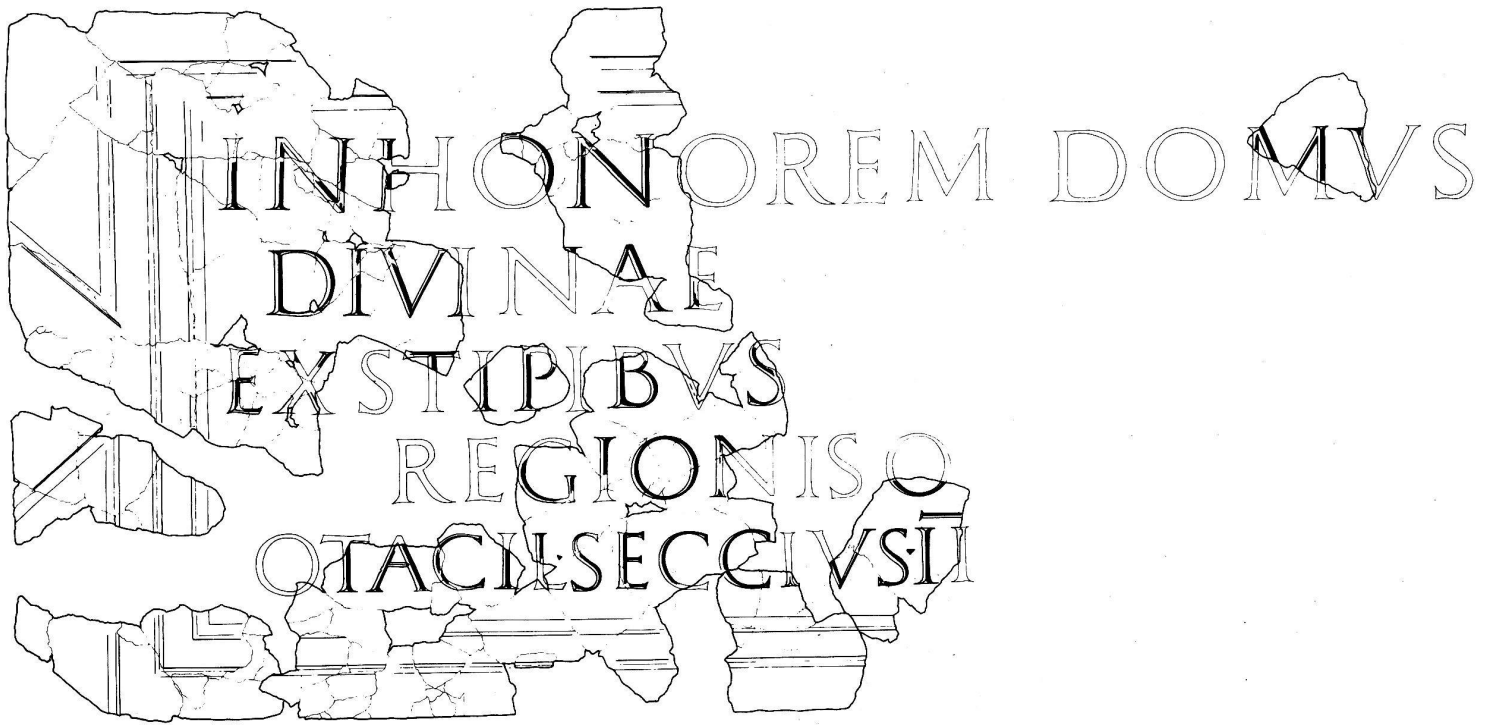 IN HONOREM DOMVS
DIVINAE
EX STIPIBVS
REGIONIS O
OTACIL·SECCIVS·II